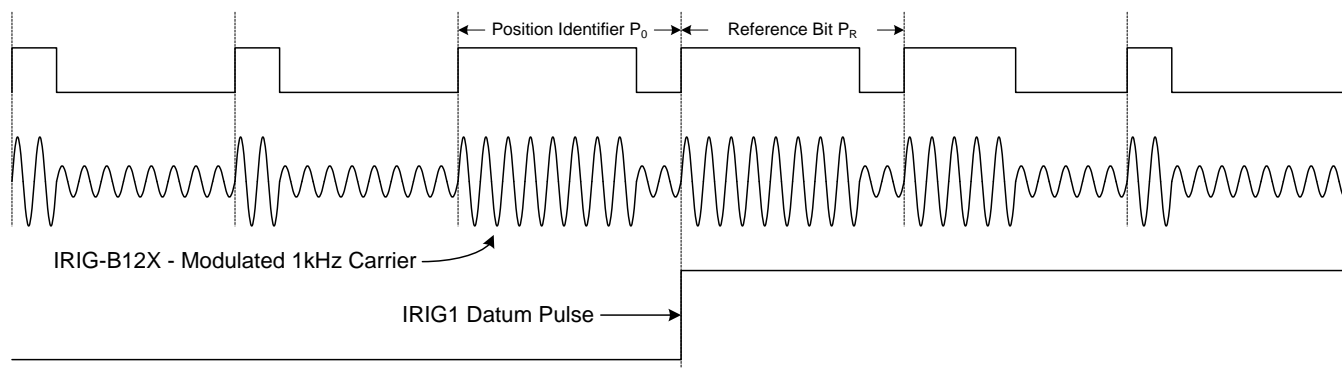 Position Identifier P₀
Reference Bit Pᵣ
IRIG-B12X - Modulated 1kHz Carrier
IRIG1 Datum Pulse